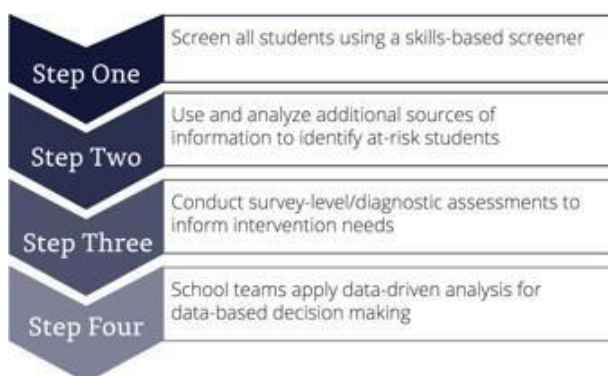 Step One
Screen all students using a skills-based screener
Step Two
Use and analyze additional sources of
information to identify at-risk students
Step Three
Conduct survey-level/diagnostic assessments to
inform intervention needs
Step Four
School teams apply data-driven analysis for
data-based decision making